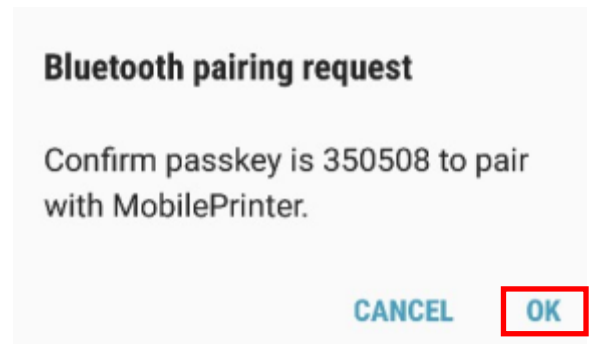 Bluetooth pairing request
Confirm passkey is 350508 to pair
with MobilePrinter.
CANCEL OK